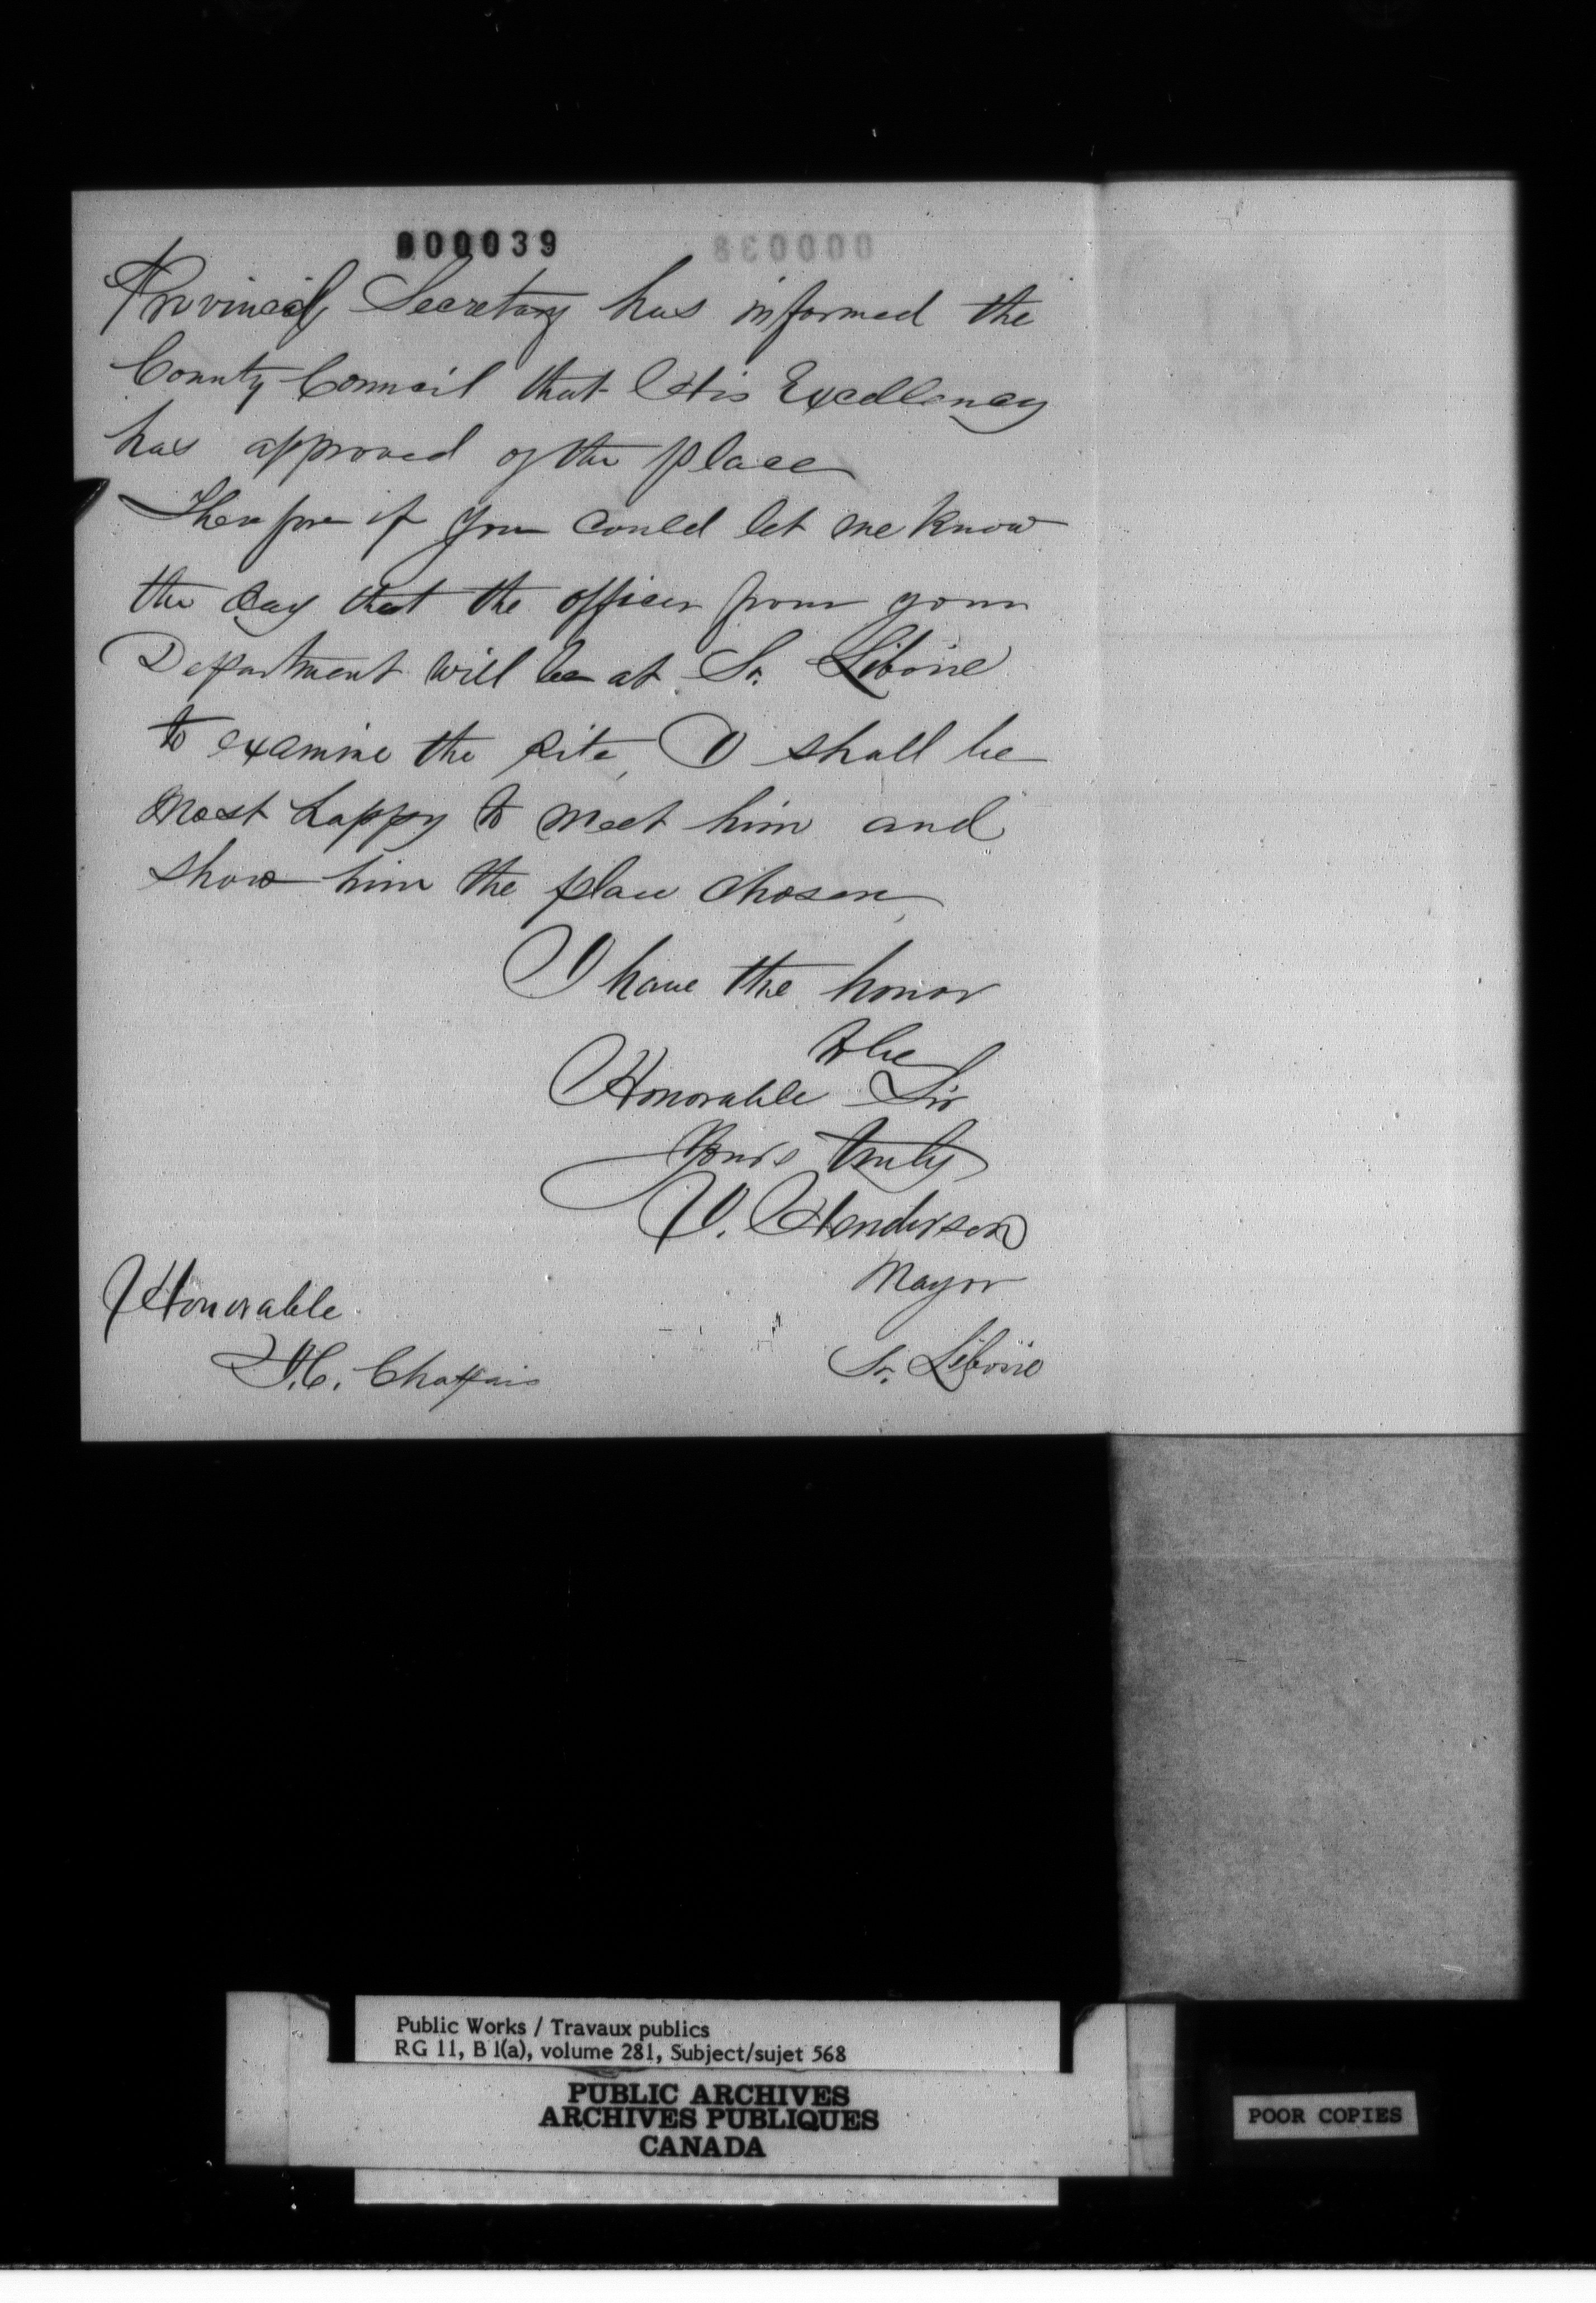 000039
000038
Provincial Secretary has informed the
County Council that His Excellency
has approved of the place
Therefore if you could let me know
the day that the officer from your
Department will be at St. Liboire
to examine the site, I shall be
most happy to meet him and
show him the place chosen,
I have the honor
to be
Honorable Sir
Yours truly
V. Henderson
Mayor
St. Liboire
Honorable
J.C. Chapais
Public Works / Travaux publics
RG 11, B 1(a), volume 281, Subject/sujet 568
PUBLIC ARCHIVES
ARCHIVES PUBLIQUES
CANADA
POOR COPIES